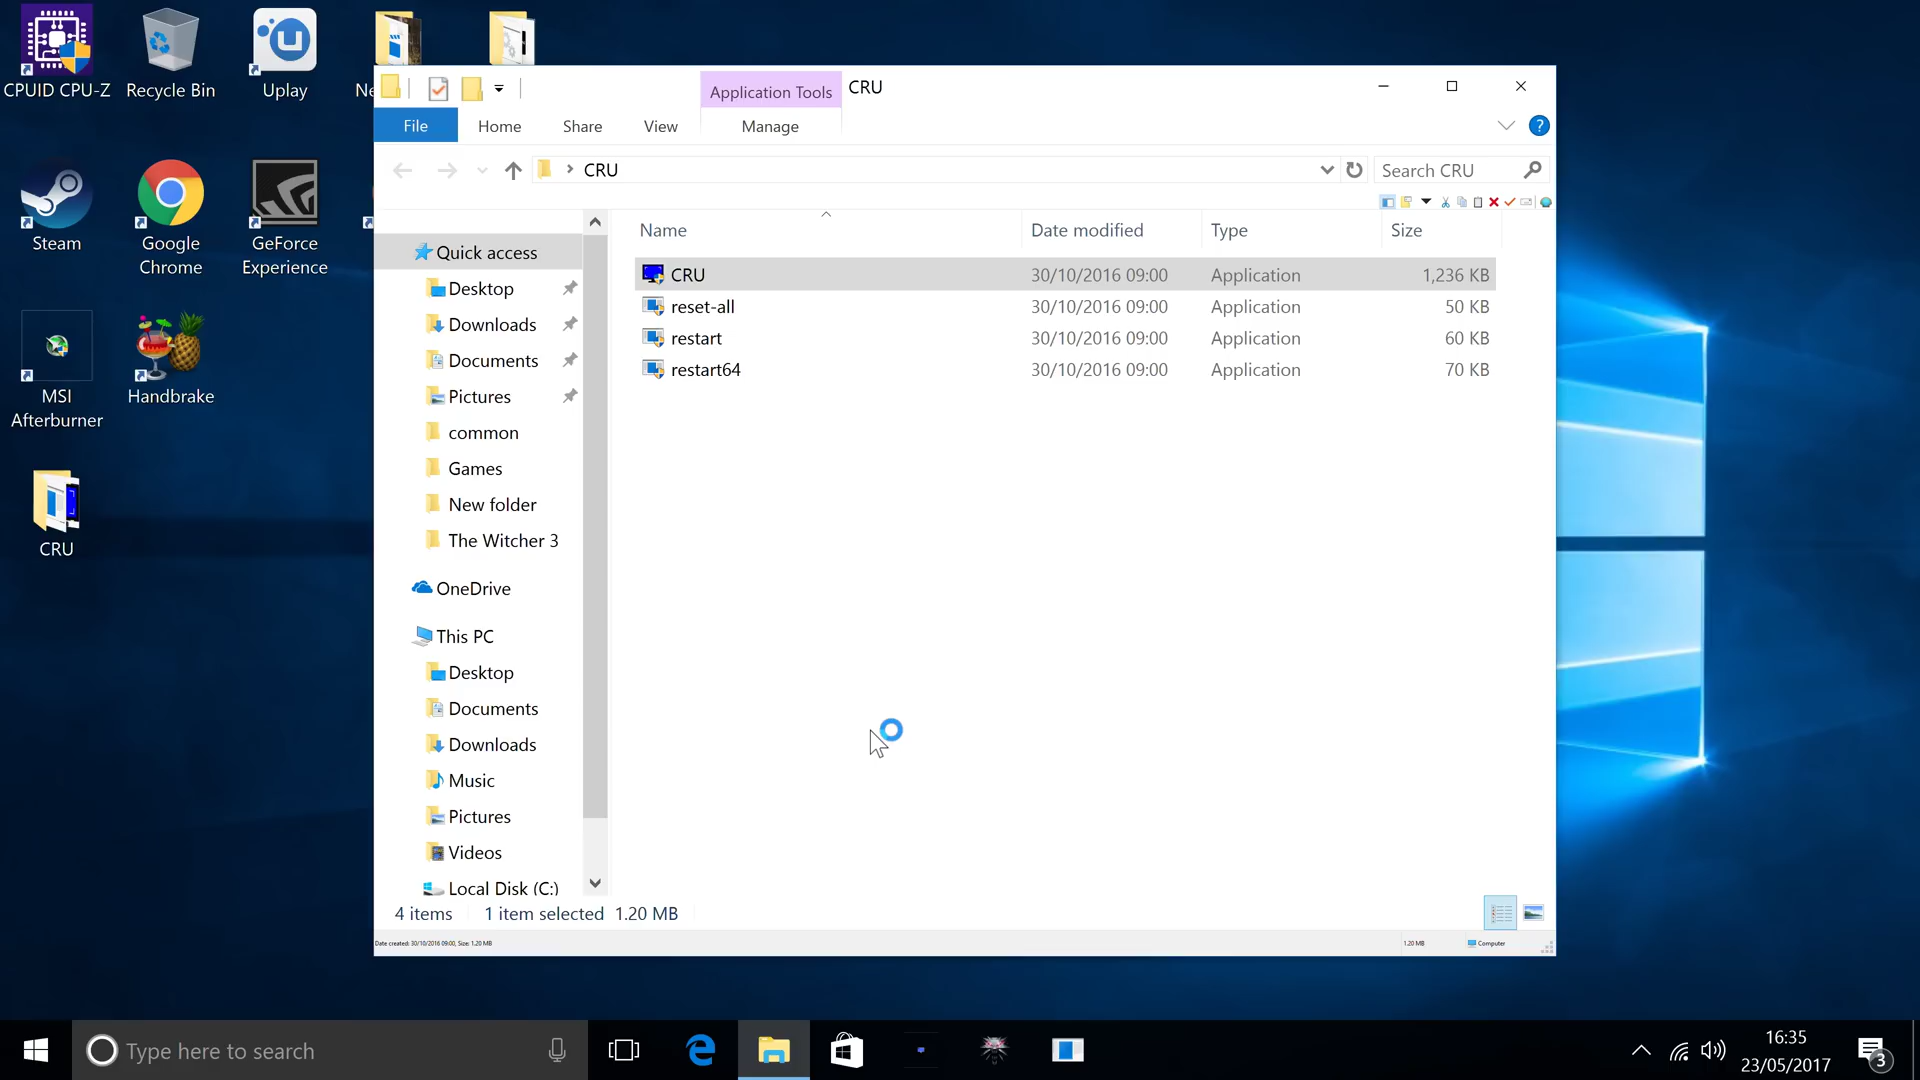 CPUID CPU-Z
Recycle Bin
Uplay
Ne
Steam
Google
Chrome
GeForce
Experience
MSI
Afterburner
Handbrake
CRU
Application Tools
CRU
File
Home
Share
View
Manage
?
CRU
Search CRU
Name
Date modified
Type
Size
Quick access
Desktop
Downloads
Documents
Pictures
common
Games
New folder
The Witcher 3
OneDrive
This PC
Desktop
Documents
Downloads
Music
Pictures
Videos
Local Disk (C:)
CRU 30/10/2016 09:00 Application 1,236 KB
reset-all 30/10/2016 09:00 Application 50 KB
restart 30/10/2016 09:00 Application 60 KB
restart64 30/10/2016 09:00 Application 70 KB
4 items 1 item selected 1.20 MB
Date created: 30/10/2016 09:00, Size: 1.20 MB 1.20 MB Computer
Type here to search
16:35
23/05/2017
3